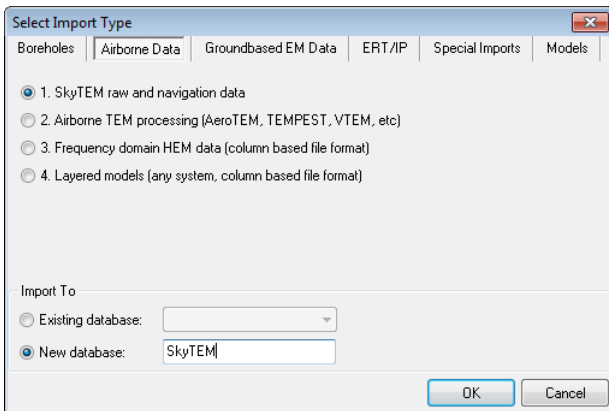 Select Import Type
Boreholes Airborne Data Groundbased EM Data ERT/IP Special Imports Models
1. SkyTEM raw and navigation data
2. Airborne TEM processing (AeroTEM, TEMPEST, VTEM, etc)
3. Frequency domain HEM data (column based file format)
4. Layered models (any system, column based file format)
Import To
Existing database:
New database: SkyTEM
OK Cancel